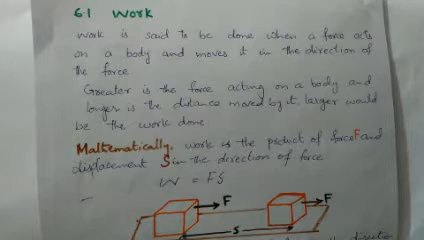 6.1 Work
Work is said to be done when a force acts
on a body and moves it in the direction of
the force
Greater is the force acting on a body and
longer is the distance moved by it, larger would
be the work done
Mathematically, work is the product of force F and
displacement S in the direction of force
W = FS
F
F
S
the directio